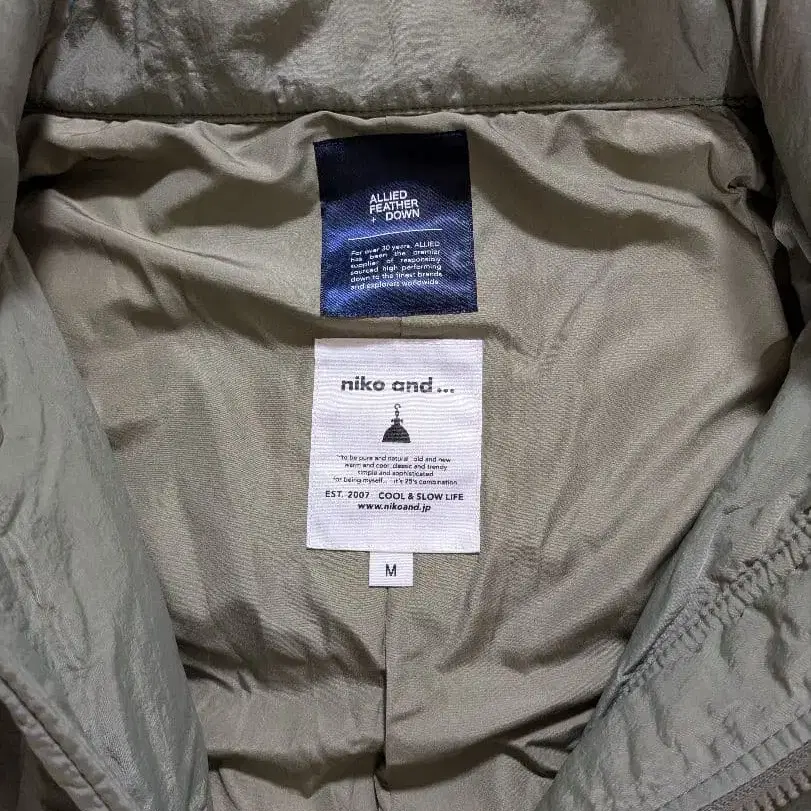 ALLIED
FEATHER
+ DOWN
For over 30 years, ALLIED
has been the premier
supplier of responsibly
sourced high performing
down to the finest brands
and explorers worldwide.
niko and...
"to be pure and natural old and new
warm and cool classic and trendy
simple and sophisticated
for being myself... it's 25's combination
EST. 2007 COOL & SLOW LIFE
www.nikoand.jp
M